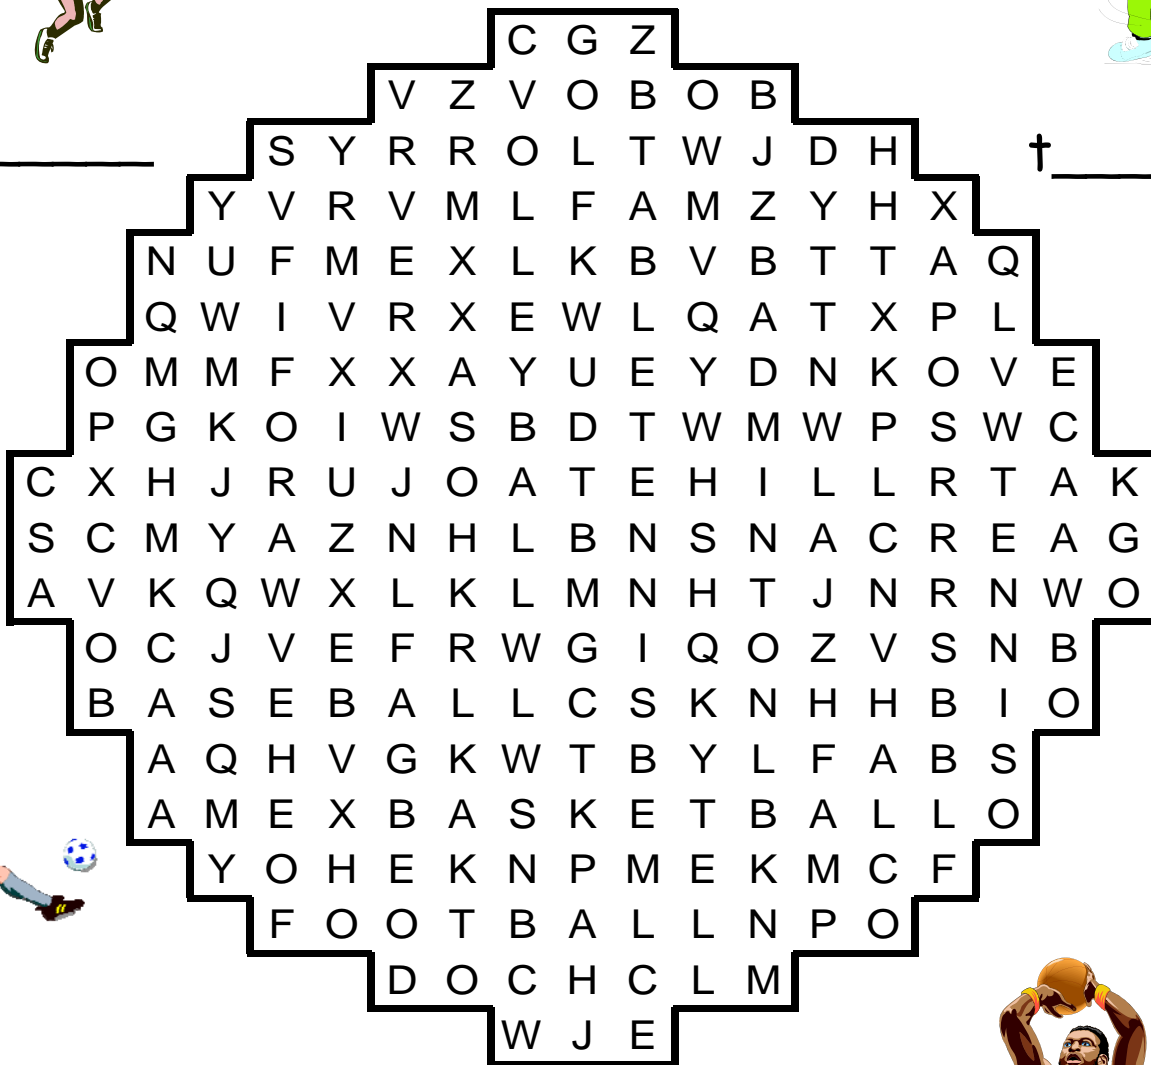 C G Z
V Z V O B O B
S Y R R O L T W J D H
Y V R V M L F A M Z Y H X
N U F M E X L K B V B T T A Q
Q W I V R X E W L Q A T X P L
O M M F X X A Y U E Y D N K O V E
P G K O I W S B D T W M W P S W C
C X H J R U J O A T E H I L L R T A K
S C M Y A Z N H L B N S N A C R E A G
A V K Q W X L K L M N H T J N R N W O
O C J V E F R W G I Q O Z V S N B
B A S E B A L L C S K N H H B I O
A Q H V G K W T B Y L F A B S
A M E X B A S K E T B A L L O
Y O H E K N P M E K M C F
F O O T B A L L N P O
D O C H C L M
W J E